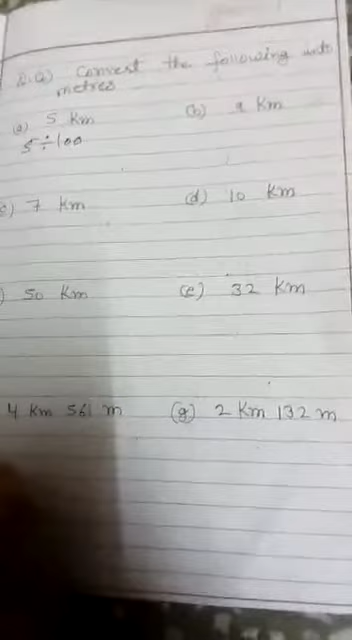 Q.2) Convert the following into
metres
(a) 5 Km (b) 9 Km
5÷100
c) 7 Km (d) 10 Km
) 50 Km (e) 32 Km
4 Km 561 m (g) 2 Km 132 m